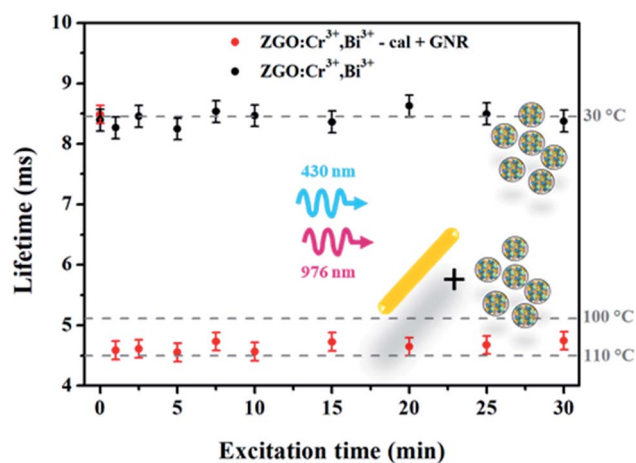 10
9
8
7
6
5
4
Lifetime (ms)
ZGO:Cr³⁺,Bi³⁺ - cal + GNR
ZGO:Cr³⁺,Bi³⁺
30 °C
430 nm
976 nm
+
100 °C
110 °C
0 5 10 15 20 25 30
Excitation time (min)